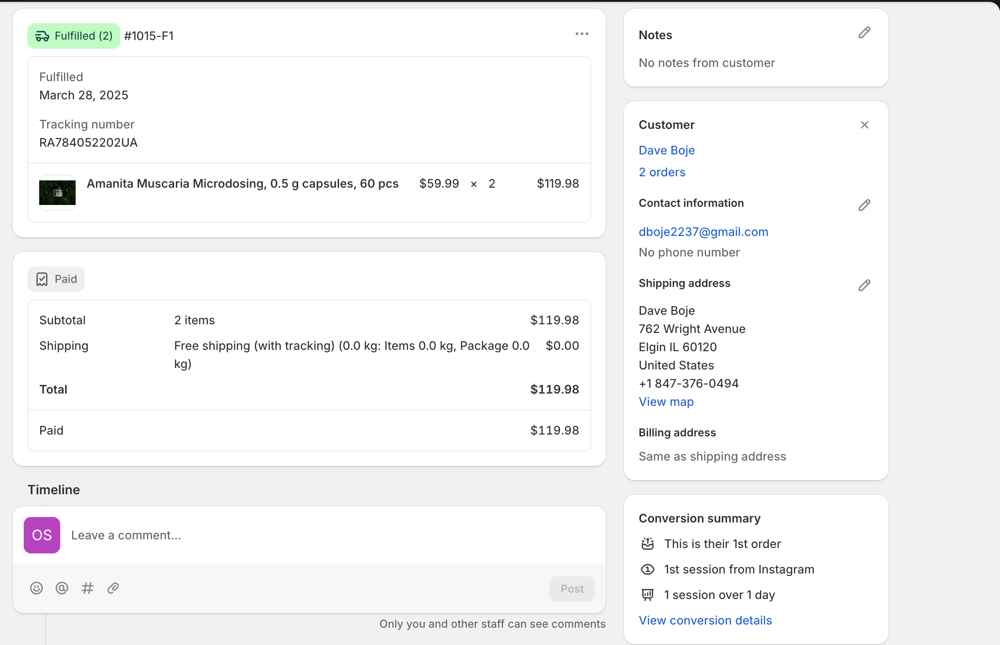 Fulfilled (2) #1015-F1
Fulfilled
March 28, 2025
Tracking number
RA784052202UA
Amanita Muscaria Microdosing, 0.5 g capsules, 60 pcs $59.99 × 2 $119.98
Paid
Subtotal 2 items $119.98
Shipping Free shipping (with tracking) (0.0 kg: Items 0.0 kg, Package 0.0 $0.00
kg)
Total $119.98
Paid $119.98
Timeline
OS Leave a comment...
Post
Only you and other staff can see comments
Notes
No notes from customer
Customer
Dave Boje
2 orders
Contact information
dboje2237@gmail.com
No phone number
Shipping address
Dave Boje
762 Wright Avenue
Elgin IL 60120
United States
+1 847-376-0494
View map
Billing address
Same as shipping address
Conversion summary
This is their 1st order
1st session from Instagram
1 session over 1 day
View conversion details